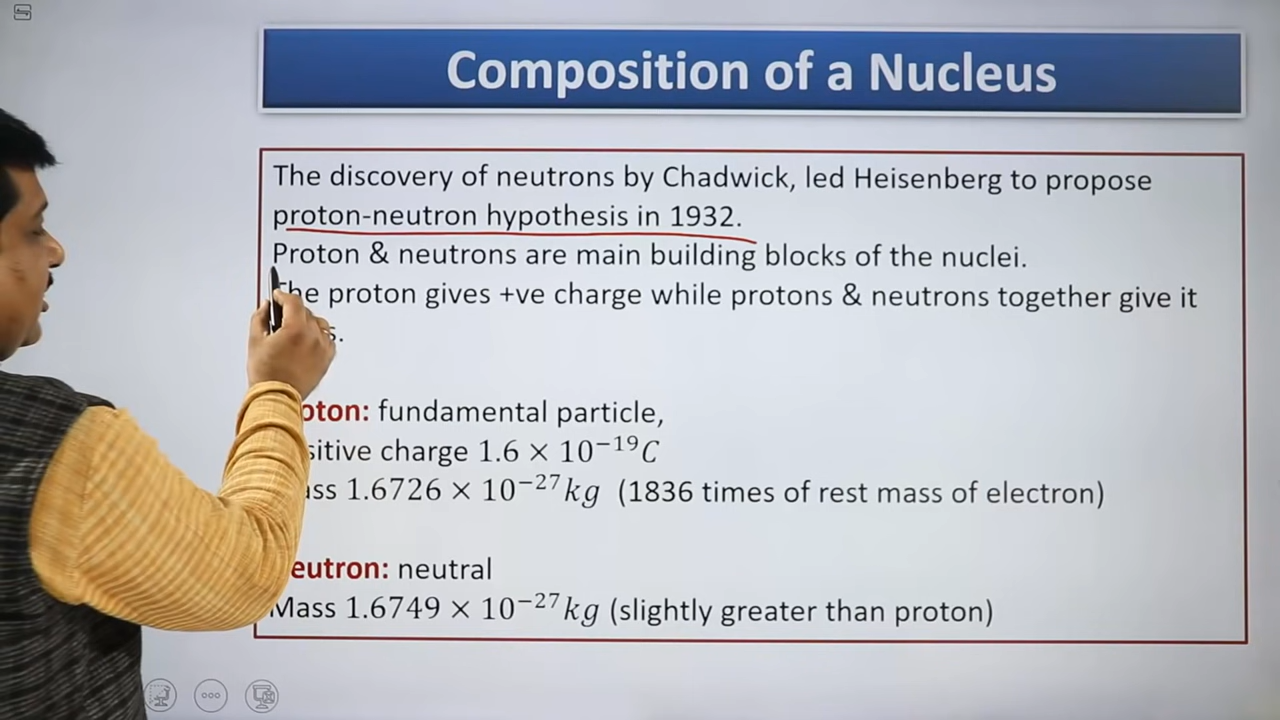 Composition of a Nucleus
The discovery of neutrons by Chadwick, led Heisenberg to propose
proton-neutron hypothesis in 1932.
Proton & neutrons are main building blocks of the nuclei.
The proton gives +ve charge while protons & neutrons together give it
s.
oton: fundamental particle,
sitive charge 1.6 × 10⁻¹⁹C
ass 1.6726 × 10⁻²⁷kg (1836 times of rest mass of electron)
eutron: neutral
Mass 1.6749 × 10⁻²⁷kg (slightly greater than proton)